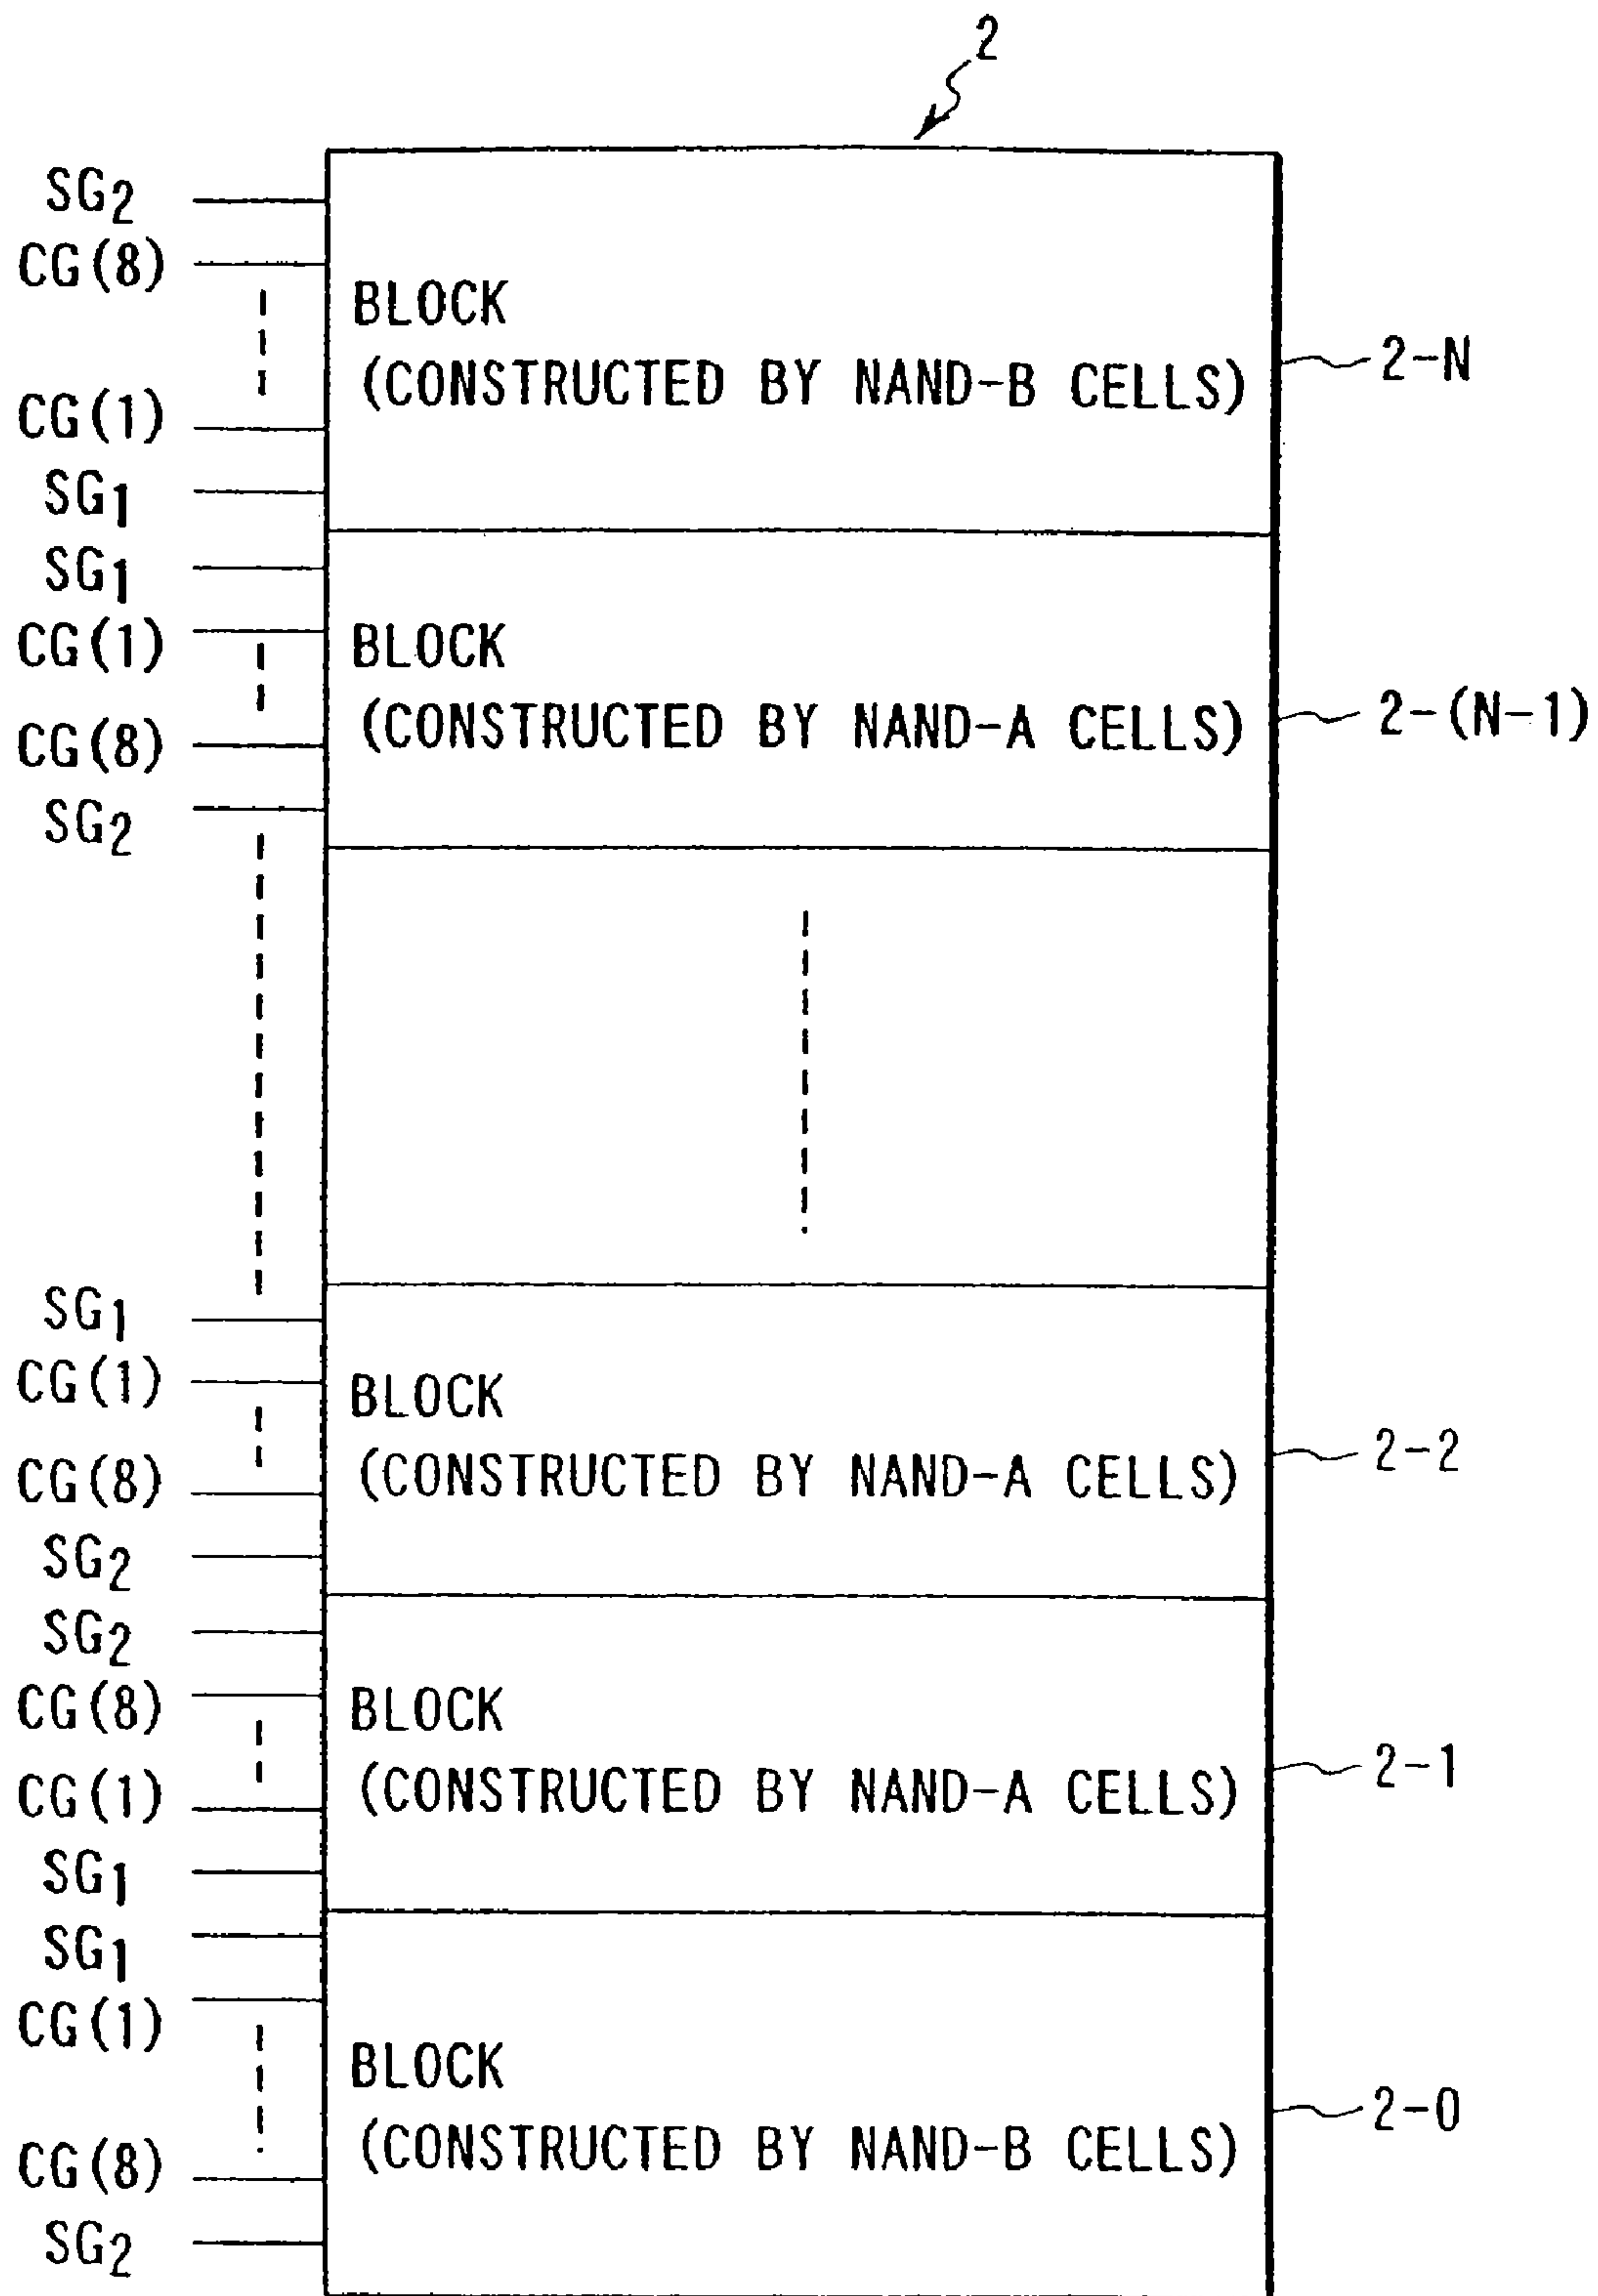 2
SG2
CG(8)
BLOCK
(CONSTRUCTED BY NAND-B CELLS)
2-N
CG(1)
SG1
SG1
CG(1)
BLOCK
(CONSTRUCTED BY NAND-A CELLS)
2-(N-1)
CG(8)
SG2
SG1
CG(1)
BLOCK
(CONSTRUCTED BY NAND-A CELLS)
2-2
CG(8)
SG2
SG2
CG(8)
BLOCK
(CONSTRUCTED BY NAND-A CELLS)
2-1
CG(1)
SG1
SG1
CG(1)
BLOCK
(CONSTRUCTED BY NAND-B CELLS)
2-0
CG(8)
SG2